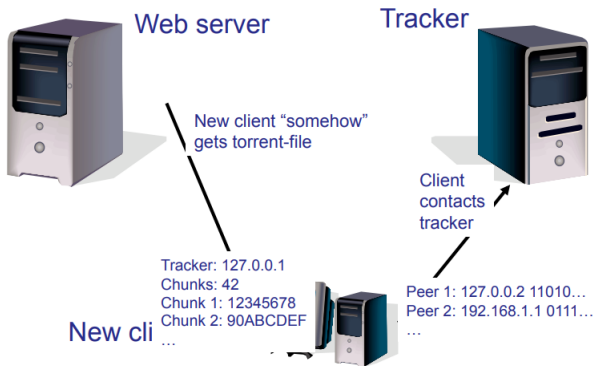 Web server
Tracker
New client “somehow”
gets torrent-file
Client
contacts
tracker
Tracker: 127.0.0.1
Chunks: 42
Chunk 1: 12345678
Chunk 2: 90ABCDEF
…
Peer 1: 127.0.0.2 11010…
Peer 2: 192.168.1.1 0111…
…
New cli